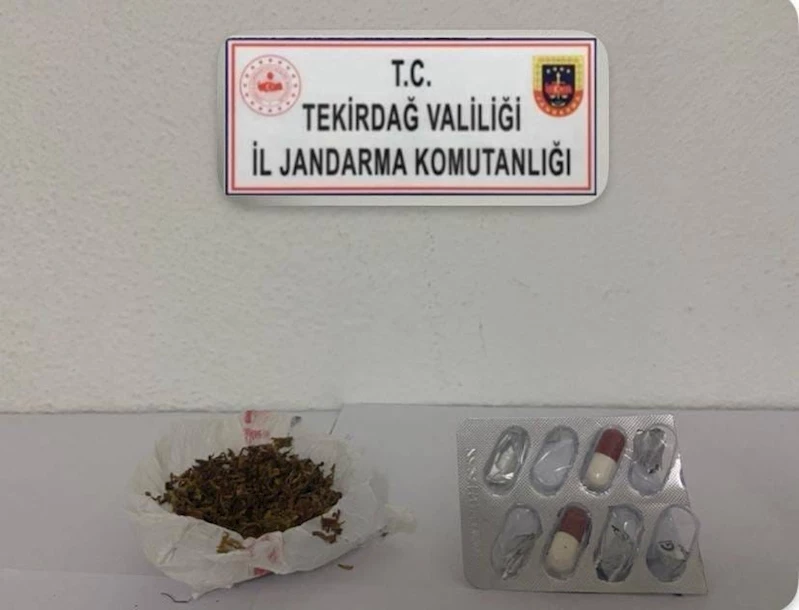 T.C.
TEKİRDAĞ VALİLİĞİ
İL JANDARMA KOMUTANLIĞI